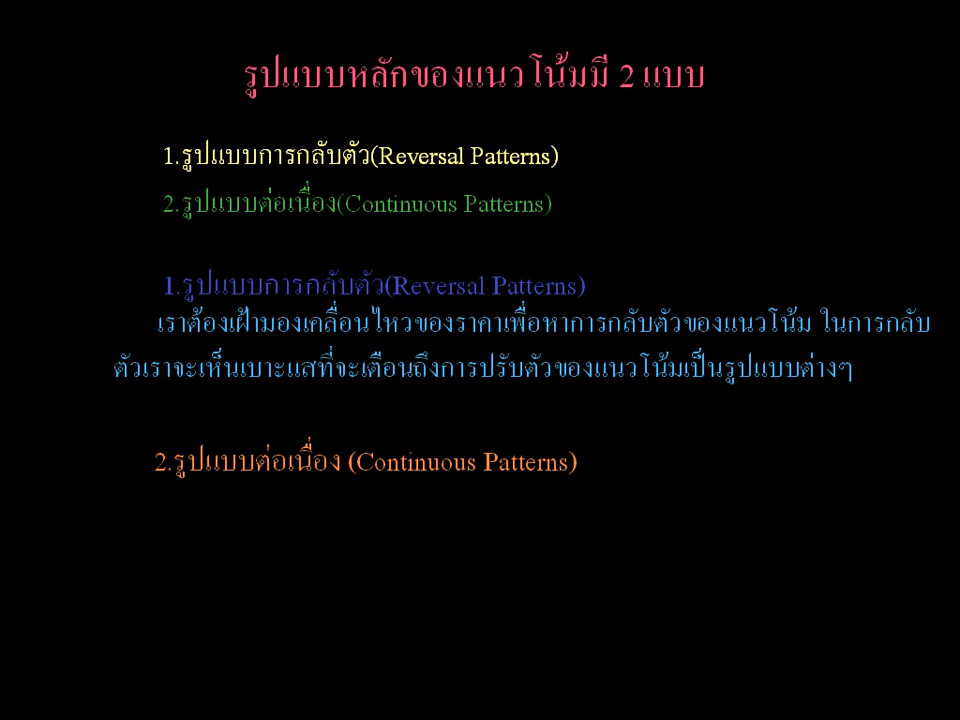 รูปแบบหลักของแนวโน้มมี 2 แบบ
1.รูปแบบการกลับตัว(Reversal Patterns)
2.รูปแบบต่อเนื่อง(Continuous Patterns)
1.รูปแบบการกลับตัว(Reversal Patterns)
เราต้องเฝ้ามองเคลื่อนไหวของราคาเพื่อหาการกลับตัวของแนวโน้ม ในการกลับ
ตัวเราจะเห็นเบาะแสที่จะเตือนถึงการปรับตัวของแนวโน้มเป็นรูปแบบต่างๆ
2.รูปแบบต่อเนื่อง (Continuous Patterns)